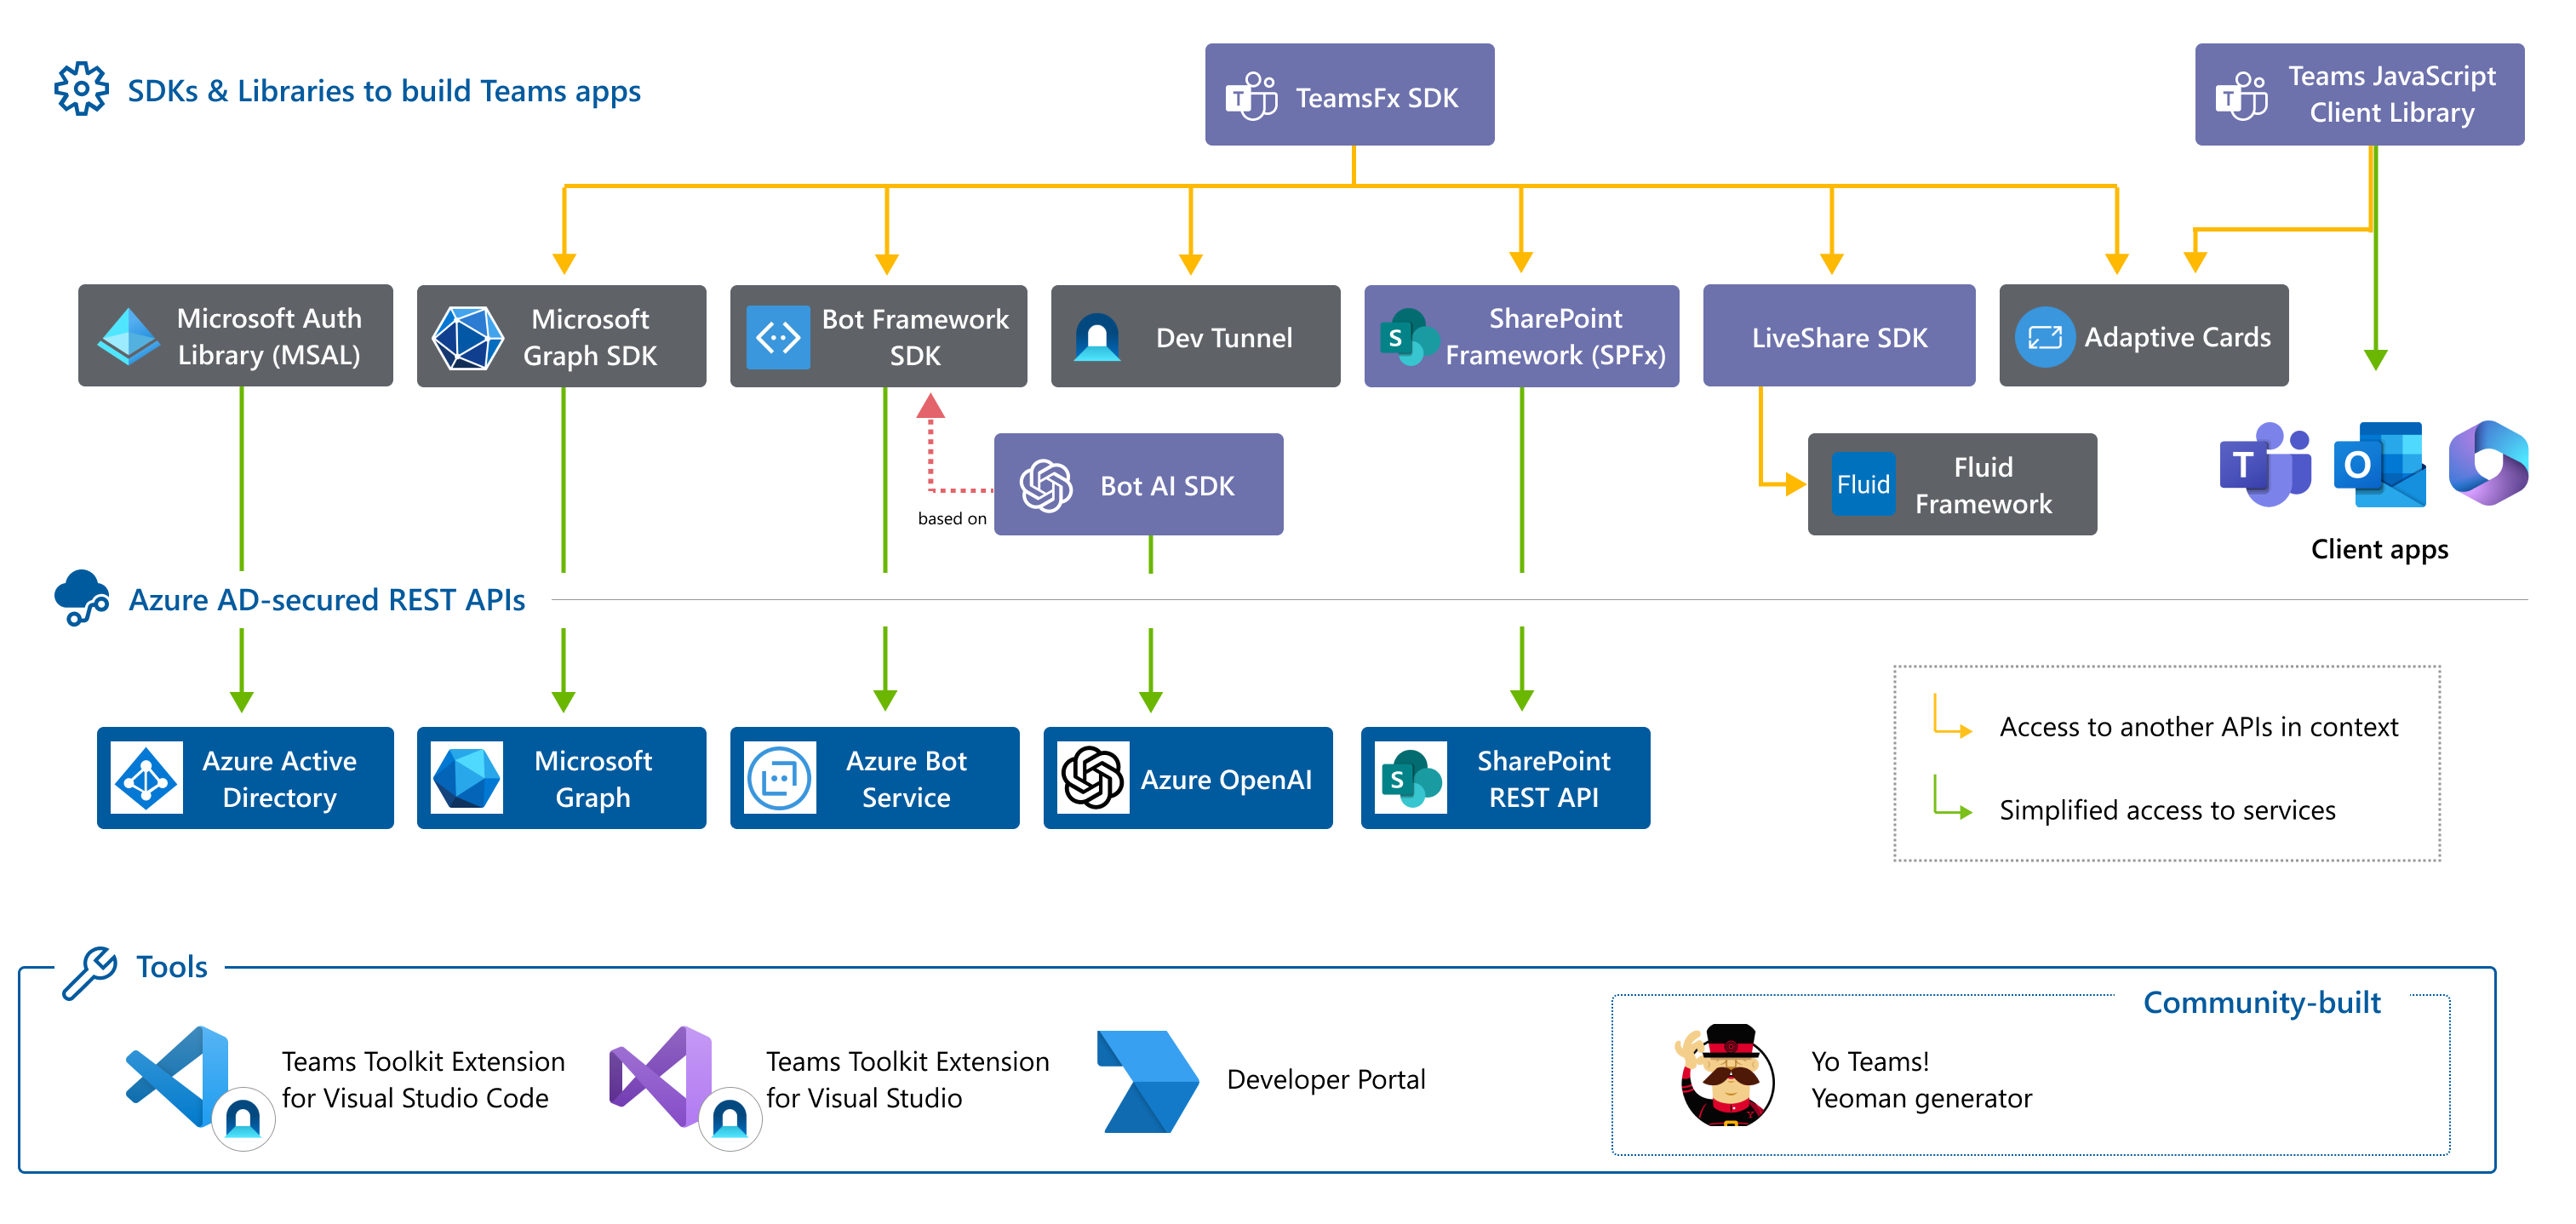 SDKs & Libraries to build Teams apps
T
TeamsFx SDK
T
Teams JavaScript
Client Library
Microsoft Auth
Library (MSAL)
Microsoft
Graph SDK
Bot Framework
SDK
Dev Tunnel
S
SharePoint
Framework (SPFx)
LiveShare SDK
Adaptive Cards
based on
Bot AI SDK
Fluid
Fluid
Framework
T
O
Client apps
Azure AD-secured REST APIs
Azure Active
Directory
Microsoft
Graph
Azure Bot
Service
Azure OpenAI
S
SharePoint
REST API
Access to another APIs in context
Simplified access to services
Tools
Teams Toolkit Extension
for Visual Studio Code
Teams Toolkit Extension
for Visual Studio
Developer Portal
Community-built
Yo Teams!
Yeoman generator